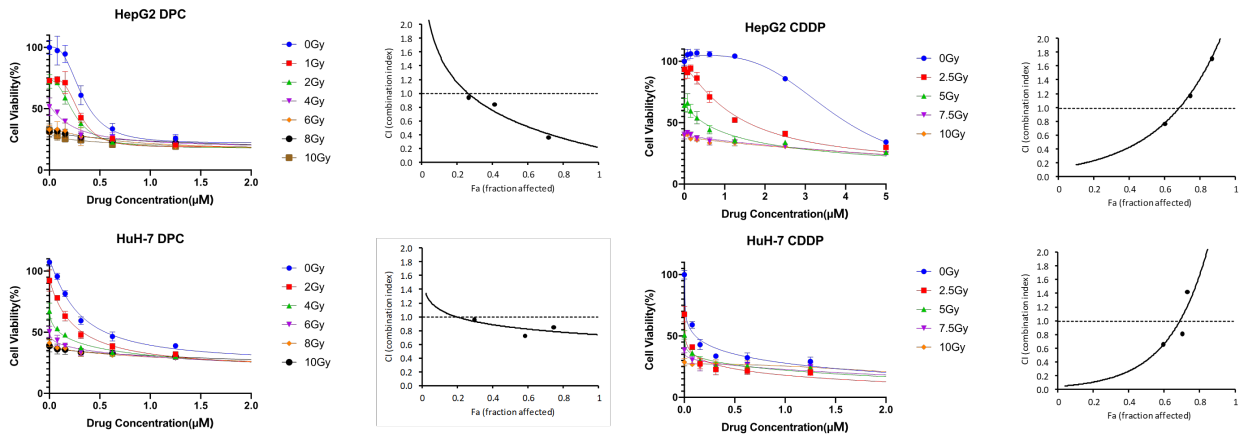 HepG2 DPC
100
50
0
Cell Viability(%)
0.0 0.5 1.0 1.5 2.0
Drug Concentration(μM)
0Gy
1Gy
2Gy
4Gy
6Gy
8Gy
10Gy
2.0
1.8
1.6
1.4
1.2
1.0
0.8
0.6
0.4
0.2
0.0
CI (combination index)
0 0.2 0.4 0.6 0.8 1
Fa (fraction affected)
HepG2 CDDP
100
50
0
Cell Viability(%)
0 1 2 3 4 5
Drug Concentration(μM)
0Gy
2.5Gy
5Gy
7.5Gy
10Gy
2.0
1.8
1.6
1.4
1.2
1.0
0.8
0.6
0.4
0.2
0.0
CI (combination index)
0 0.2 0.4 0.6 0.8 1
Fa (fraction affected)
HuH-7 DPC
100
50
0
Cell Viability(%)
0.0 0.5 1.0 1.5 2.0
Drug Concentration(μM)
0Gy
2Gy
4Gy
6Gy
8Gy
10Gy
2.0
1.8
1.6
1.4
1.2
1.0
0.8
0.6
0.4
0.2
0.0
CI (combination index)
0 0.2 0.4 0.6 0.8 1
Fa (fraction affected)
HuH-7 CDDP
100
50
0
Cell Viability(%)
0.0 0.5 1.0 1.5 2.0
Drug Concentration(μM)
0Gy
2.5Gy
5Gy
7.5Gy
10Gy
2.0
1.8
1.6
1.4
1.2
1.0
0.8
0.6
0.4
0.2
0.0
CI (combination index)
0 0.2 0.4 0.6 0.8 1
Fa (fraction affected)